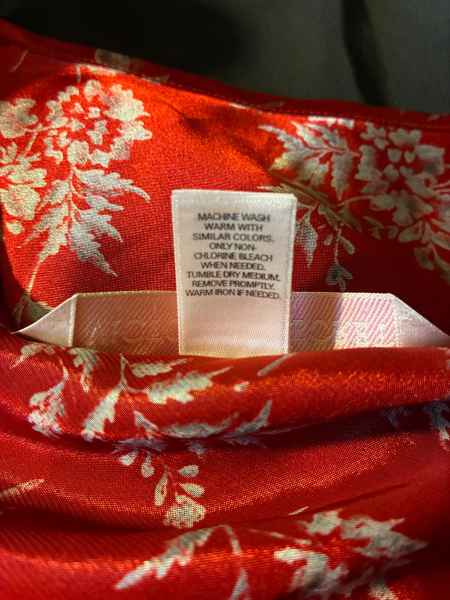 MACHINE WASH
WARM WITH
SIMILAR COLORS.
ONLY NON-
CHLORINE BLEACH
WHEN NEEDED.
TUMBLE DRY MEDIUM.
REMOVE PROMPTLY.
WARM IRON IF NEEDED.